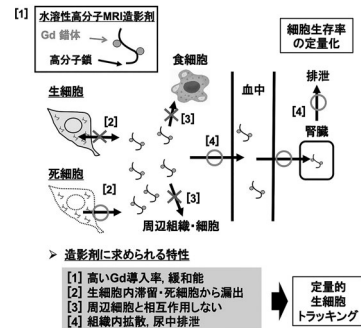 [1]
水溶性高分子MRI造影剤
Gd 錯体
高分子鎖
細胞生存率
の定量化
食細胞
血中
排泄
[4]
生細胞
[2]
[3]
[4]
腎臓
死細胞
[2]
[3]
周辺組織・細胞
➢ 造影剤に求められる特性
[1] 高いGd導入率, 緩和能
[2] 生細胞内滞留・死細胞から漏出
[3] 周辺細胞と相互作用しない
[4] 組織内拡散, 尿中排泄
定量的
生細胞
トラッキング